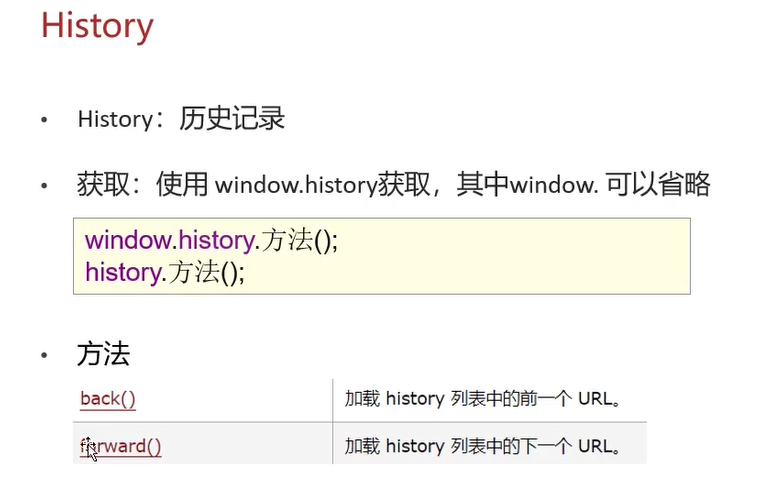 History
• History：历史记录
• 获取：使用 window.history获取，其中window. 可以省略
window.history.方法();
history.方法();
• 方法
back() 加载 history 列表中的前一个 URL。
forward() 加载 history 列表中的下一个 URL。